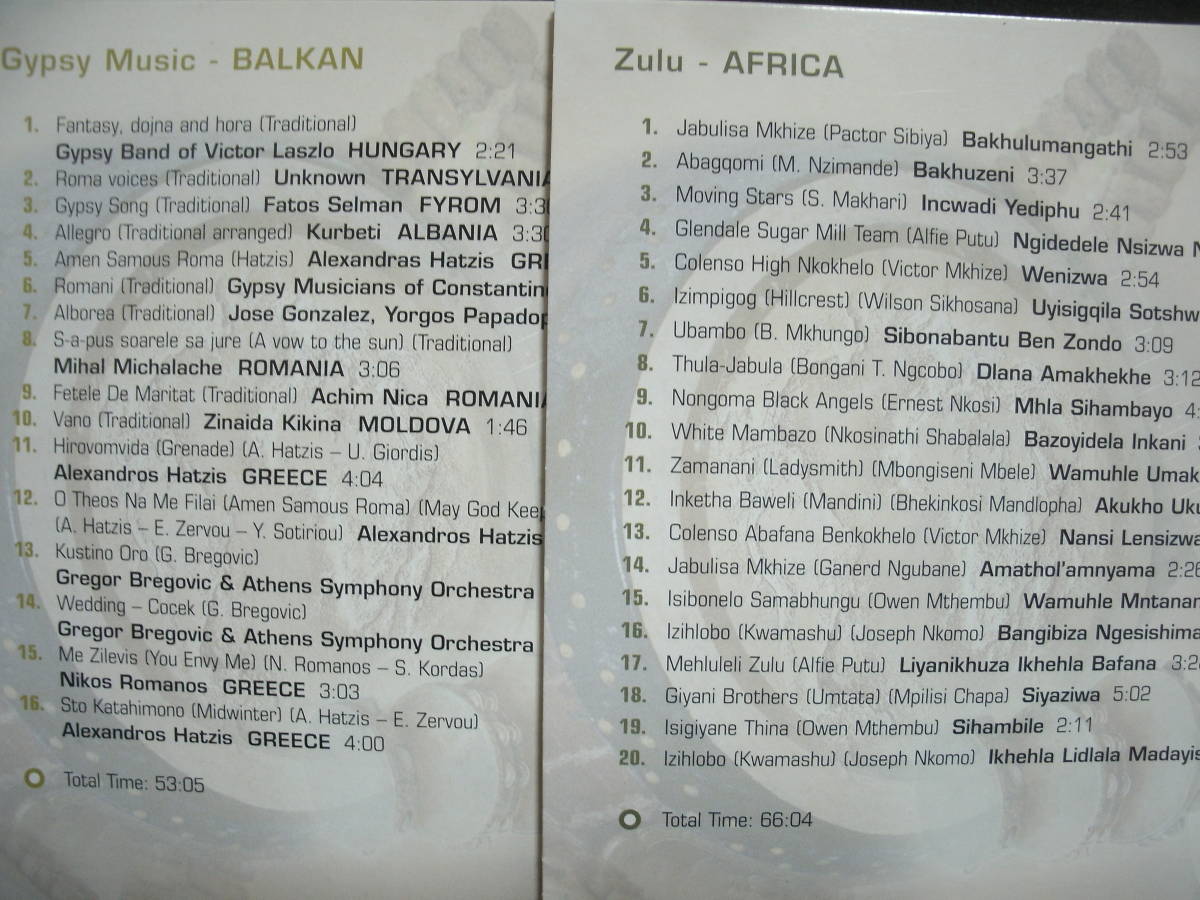 Gypsy Music - BALKAN
1. Fantasy, dojna and hora (Traditional)
Gypsy Band of Victor Laszlo HUNGARY 2:21
2. Roma voices (Traditional) Unknown TRANSYLVANIA
3. Gypsy Song (Traditional) Fatos Selman FYROM
4. Allegro (Traditional arranged) Kurbeti ALBANIA
5. Amen Samous Roma (Hatzis) Alexandras Hatzis
6. Romani (Traditional) Gypsy Musicians of
7. Alborea (Traditional) Jose Gonzalez, Yorgos
8. S-a-pus soarele sa jure (A vow to the sun) (Traditional)
Mihal Michalache ROMANIA 3:06
9. Fetele De Maritat (Traditional) Achim Nica ROMANIA
10. Vano (Traditional) Zinaida Kikina MOLDOVA 1:46
11. Hirovomvida (Grenade) (A. Hatzis – U. Giordis)
Alexandros Hatzis GREECE 4:04
12. O Theos Na Me Filai (Amen Samous Roma) (May God Keep
(A. Hatzis – E. Zervou – Y. Sotiriou) Alexandros Hatzis
13. Kustino Oro (G. Bregovic)
Gregor Bregovic & Athens Symphony Orchestra
14. Wedding – Cocek (G. Bregovic)
Gregor Bregovic & Athens Symphony Orchestra
15. Me Zilevis (You Envy Me) (N. Romanos – S. Kordas)
Nikos Romanos GREECE 3:03
16. Sto Katahimono (Midwinter) (A. Hatzis – E. Zervou)
Alexandros Hatzis GREECE 4:00
Total Time: 53:05
Zulu - AFRICA
1. Jabulisa Mkhize (Pactor Sibiya) Bakhulumangathi 2:53
2. Abaggomi (M. Nzimande) Bakhuzeni 3:37
3. Moving Stars (S. Makhari) Incwadi Yediphu 2:41
4. Glendale Sugar Mill Team (Alfie Putu) Ngidedele Nsizwa
5. Colenso High Nkokhelo (Victor Mkhize) Wenizwa 2:54
6. Izimpigog (Hillcrest) (Wilson Sikhosana) Uyisigqila
7. Ubambo (B. Mkhungo) Sibonabantu Ben Zondo 3:09
8. Thula-Jabula (Bongani T. Ngcobo) Dlana Amakhekhe 3:12
9. Nongoma Black Angels (Ernest Nkosi) Mhla Sihambayo
10. White Mambazo (Nkosinathi Shabalala) Bazoyidela Inkani
11. Zamanani (Ladysmith) (Mbongiseni Mbele) Wamuhle
12. Inketha Baweli (Mandini) (Bhekinkosi Mandlopha) Akukho
13. Colenso Abafana Benkokhelo (Victor Mkhize) Nansi Lensizwa
14. Jabulisa Mkhize (Ganerd Ngubane) Amathol'amnyama 2:26
15. Isibonelo Samabhungu (Owen Mthembu) Wamuhle
16. Izihlobo (Kwamashu) (Joseph Nkomo) Bangibiza
17. Mehluleli Zulu (Alfie Putu) Liyanikhuza Ikhehla Bafana
18. Giyani Brothers (Umtata) (Mpilisi Chapa) Siyaziwa 5:02
19. Isigiyane Thina (Owen Mthembu) Sihambile 2:11
20. Izihlobo (Kwamashu) (Joseph Nkomo) Ikhehla Lidlala
Total Time: 66:04